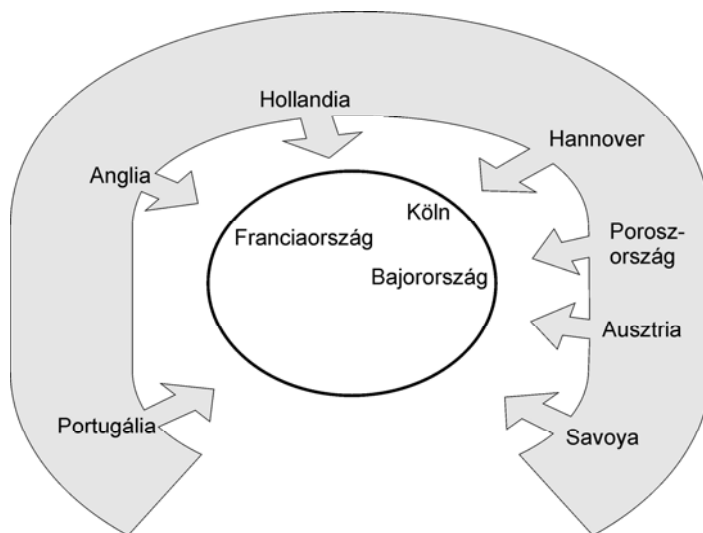 Hollandia
Hannover
Anglia
Köln
Franciaország
Porosz-
ország
Bajorország
Ausztria
Portugália
Savoya